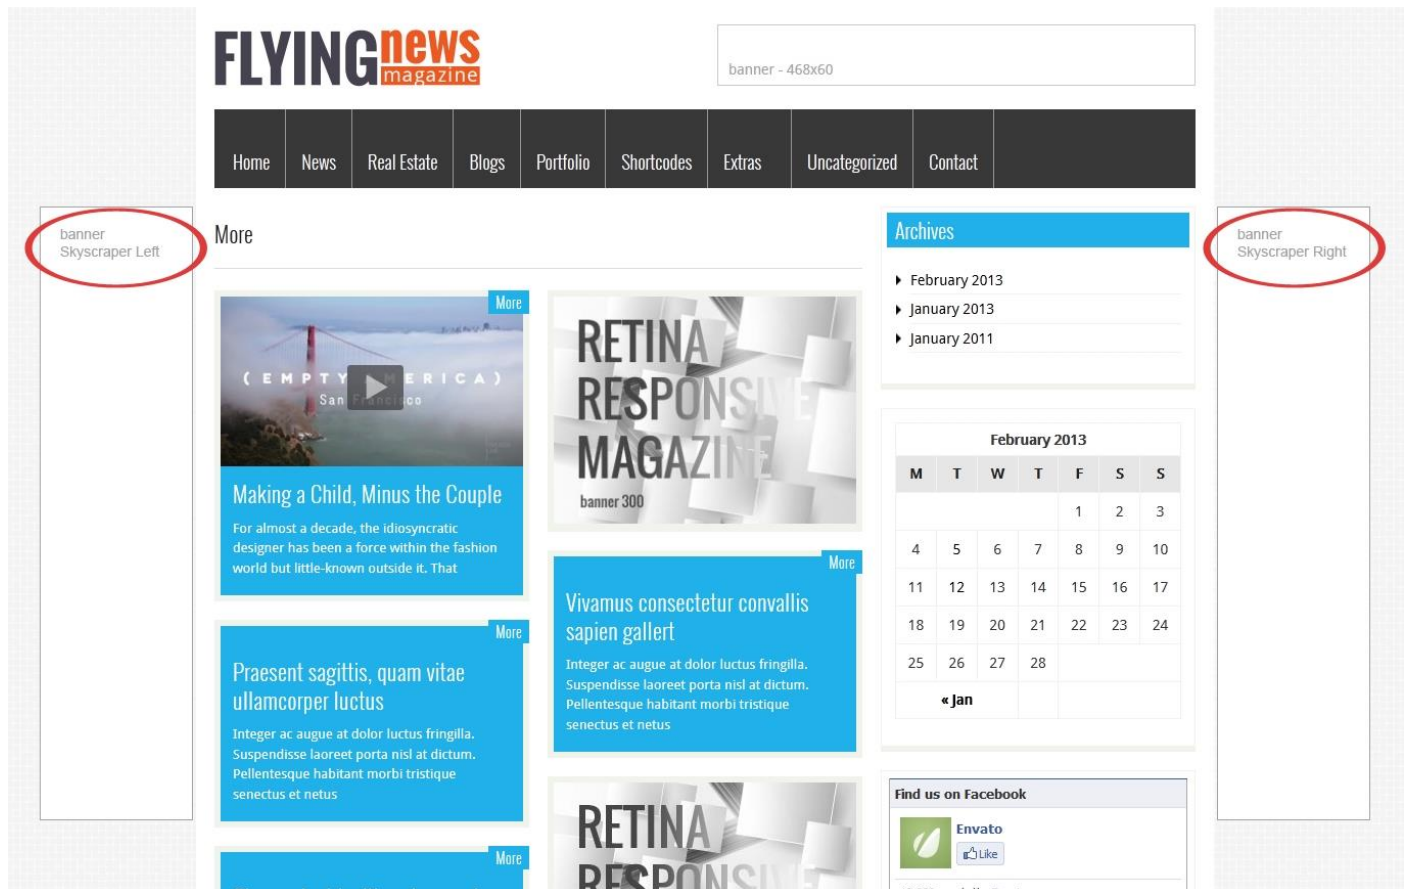 FLYING news
magazine
banner - 468x60
Home News Real Estate Blogs Portfolio Shortcodes Extras Uncategorized Contact
banner
Skyscraper Left
More
More
(EMPTY AMERICA)
San Francisco
Making a Child, Minus the Couple
For almost a decade, the idiosyncratic
designer has been a force within the fashion
world but little-known outside it. That
More
Praesent sagittis, quam vitae
ullamcorper luctus
Integer ac augue at dolor luctus fringilla.
Suspendisse laoreet porta nisl at dictum.
Pellentesque habitant morbi tristique
senectus et netus
More
RETINA
RESPONSIVE
MAGAZINE
banner 300
More
Vivamus consectetur convallis
sapien gallert
Integer ac augue at dolor luctus fringilla.
Suspendisse laoreet porta nisl at dictum.
Pellentesque habitant morbi tristique
senectus et netus
RETINA
RESPONSIVE
Archives
February 2013
January 2013
January 2011
February 2013
M T W T F S S
1 2 3
4 5 6 7 8 9 10
11 12 13 14 15 16 17
18 19 20 21 22 23 24
25 26 27 28
« Jan
Find us on Facebook
Envato
Like
banner
Skyscraper Right